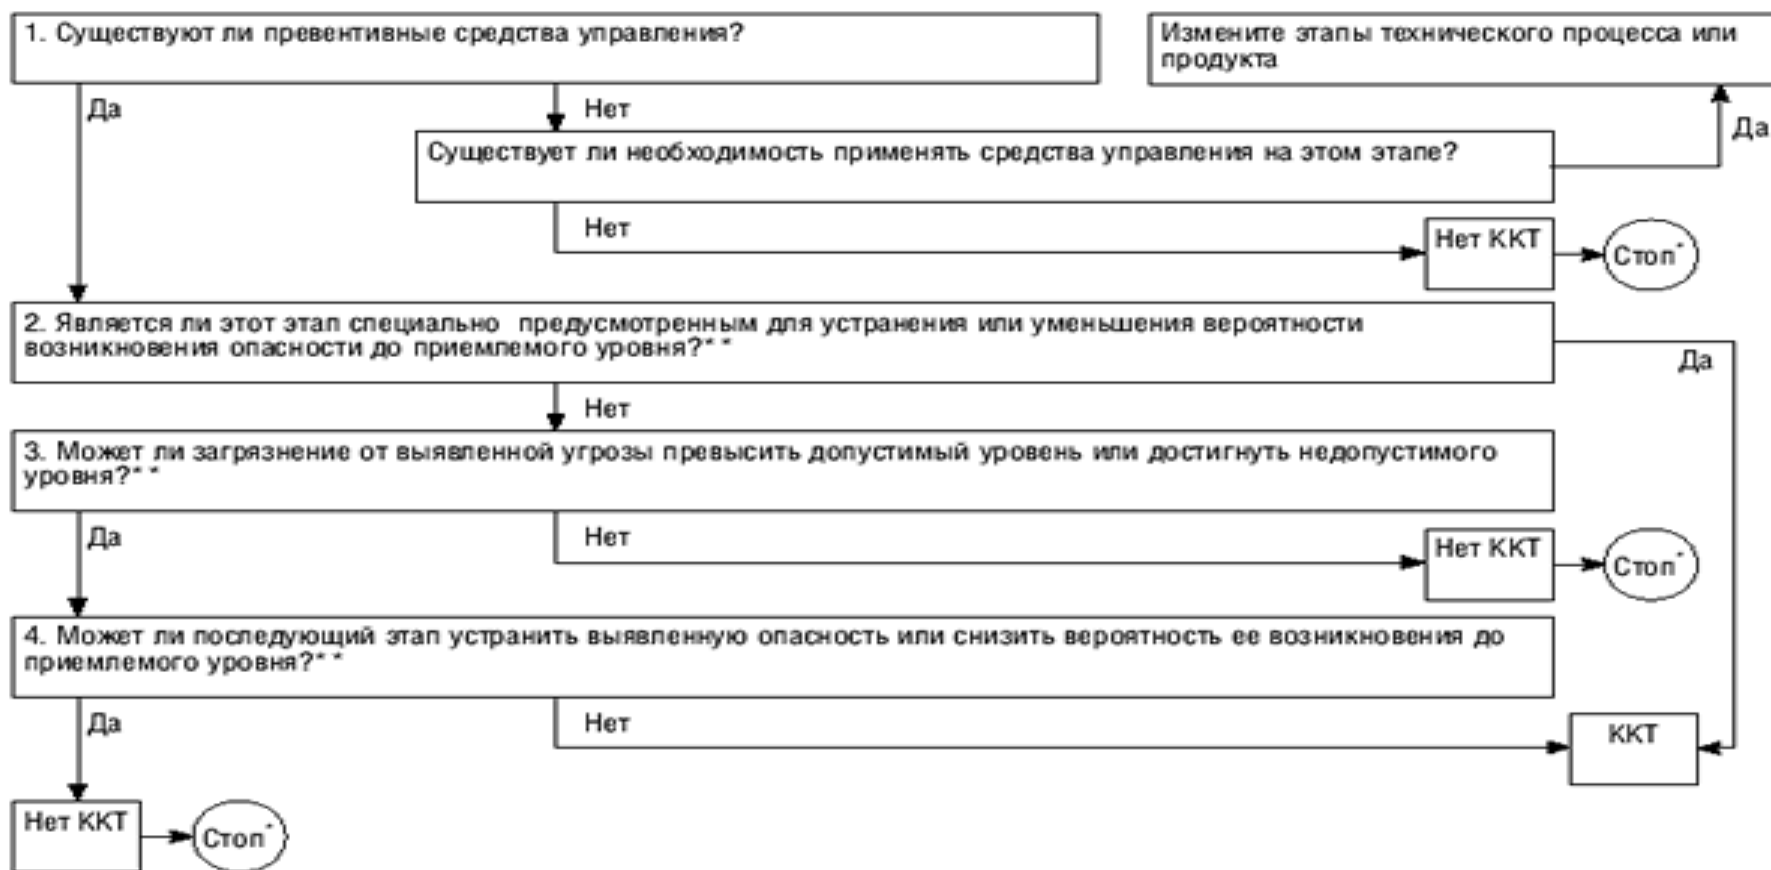 1. Существуют ли превентивные средства управления?
Измените этапы технического процесса или
продукта
Да
Нет
Да
Существует ли необходимость применять средства управления на этом этапе?
Нет
Нет ККТ
Стоп*
2. Является ли этот этап специально предусмотренным для устранения или уменьшения вероятности
возникновения опасности до приемлемого уровня?**
Да
Нет
3. Может ли загрязнение от выявленной угрозы превысить допустимый уровень или достигнуть недопустимого
уровня?**
Да
Нет
Нет ККТ
Стоп*
4. Может ли последующий этап устранить выявленную опасность или снизить вероятность ее возникновения до
приемлемого уровня?**
Да
Нет
ККТ
Нет ККТ
Стоп*